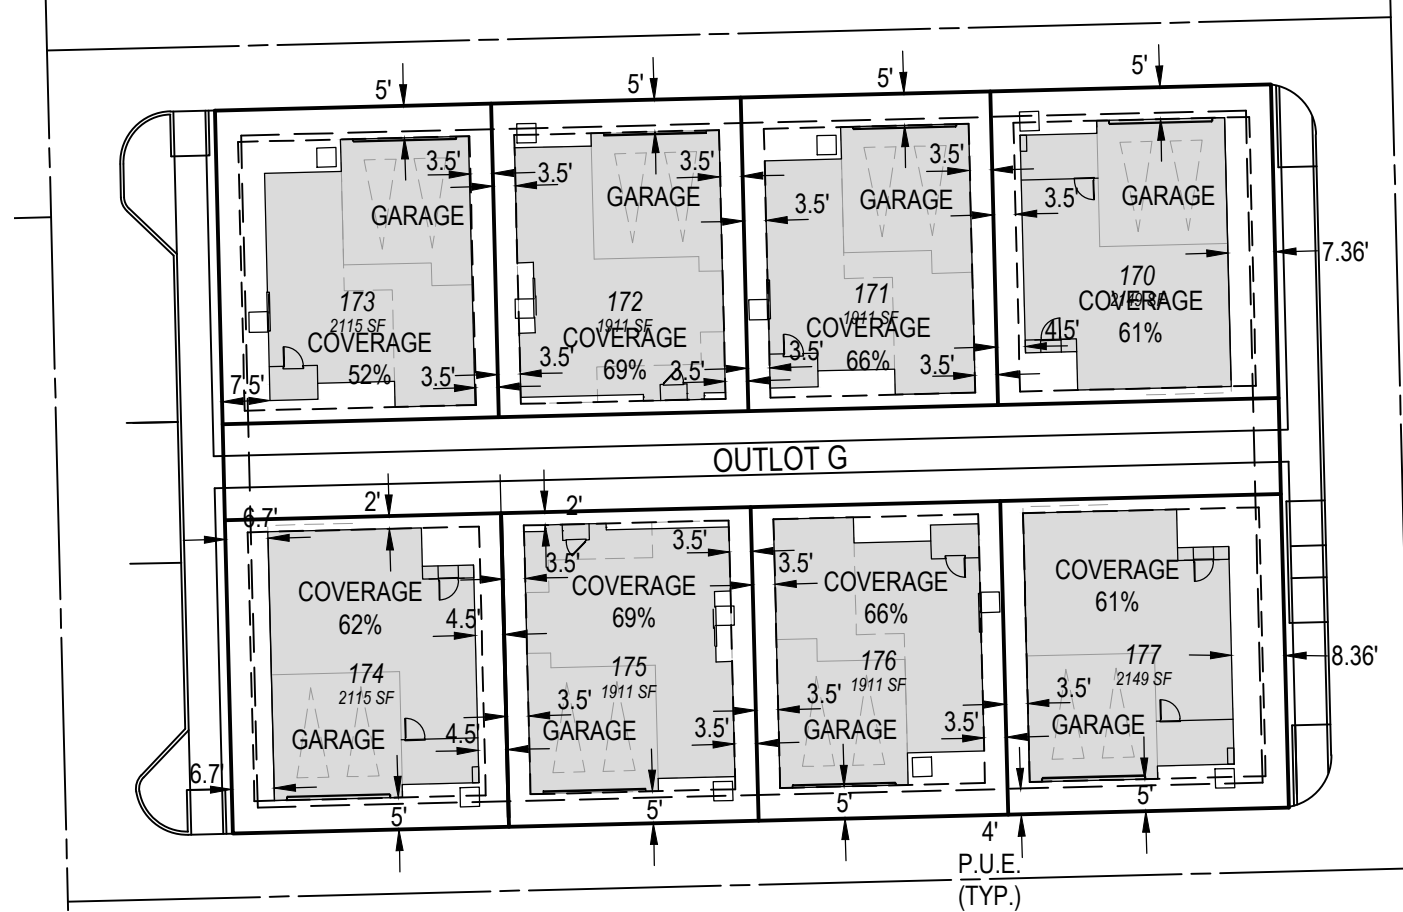 5'
5'
5'
5'
3.5'
3.5'
3.5'
3.5'
3.5'
3.5'
GARAGE
GARAGE
GARAGE
GARAGE
7.36'
173
2115 SF
COVERAGE
52%
172
1911 SF
COVERAGE
69%
171
1911 SF
COVERAGE
66%
170
2149 SF
COVERAGE
61%
4.5'
7.5'
3.5'
3.5'
3.5'
3.5'
3.5'
OUTLOT G
2'
2'
6.7'
3.5'
3.5'
3.5'
COVERAGE
62%
COVERAGE
69%
COVERAGE
66%
COVERAGE
61%
4.5'
174
2115 SF
175
1911 SF
176
1911 SF
177
2149 SF
8.36'
3.5'
3.5'
3.5'
GARAGE
GARAGE
GARAGE
GARAGE
4.5'
3.5'
3.5'
6.7'
5'
5'
5'
5'
4'
P.U.E.
(TYP.)